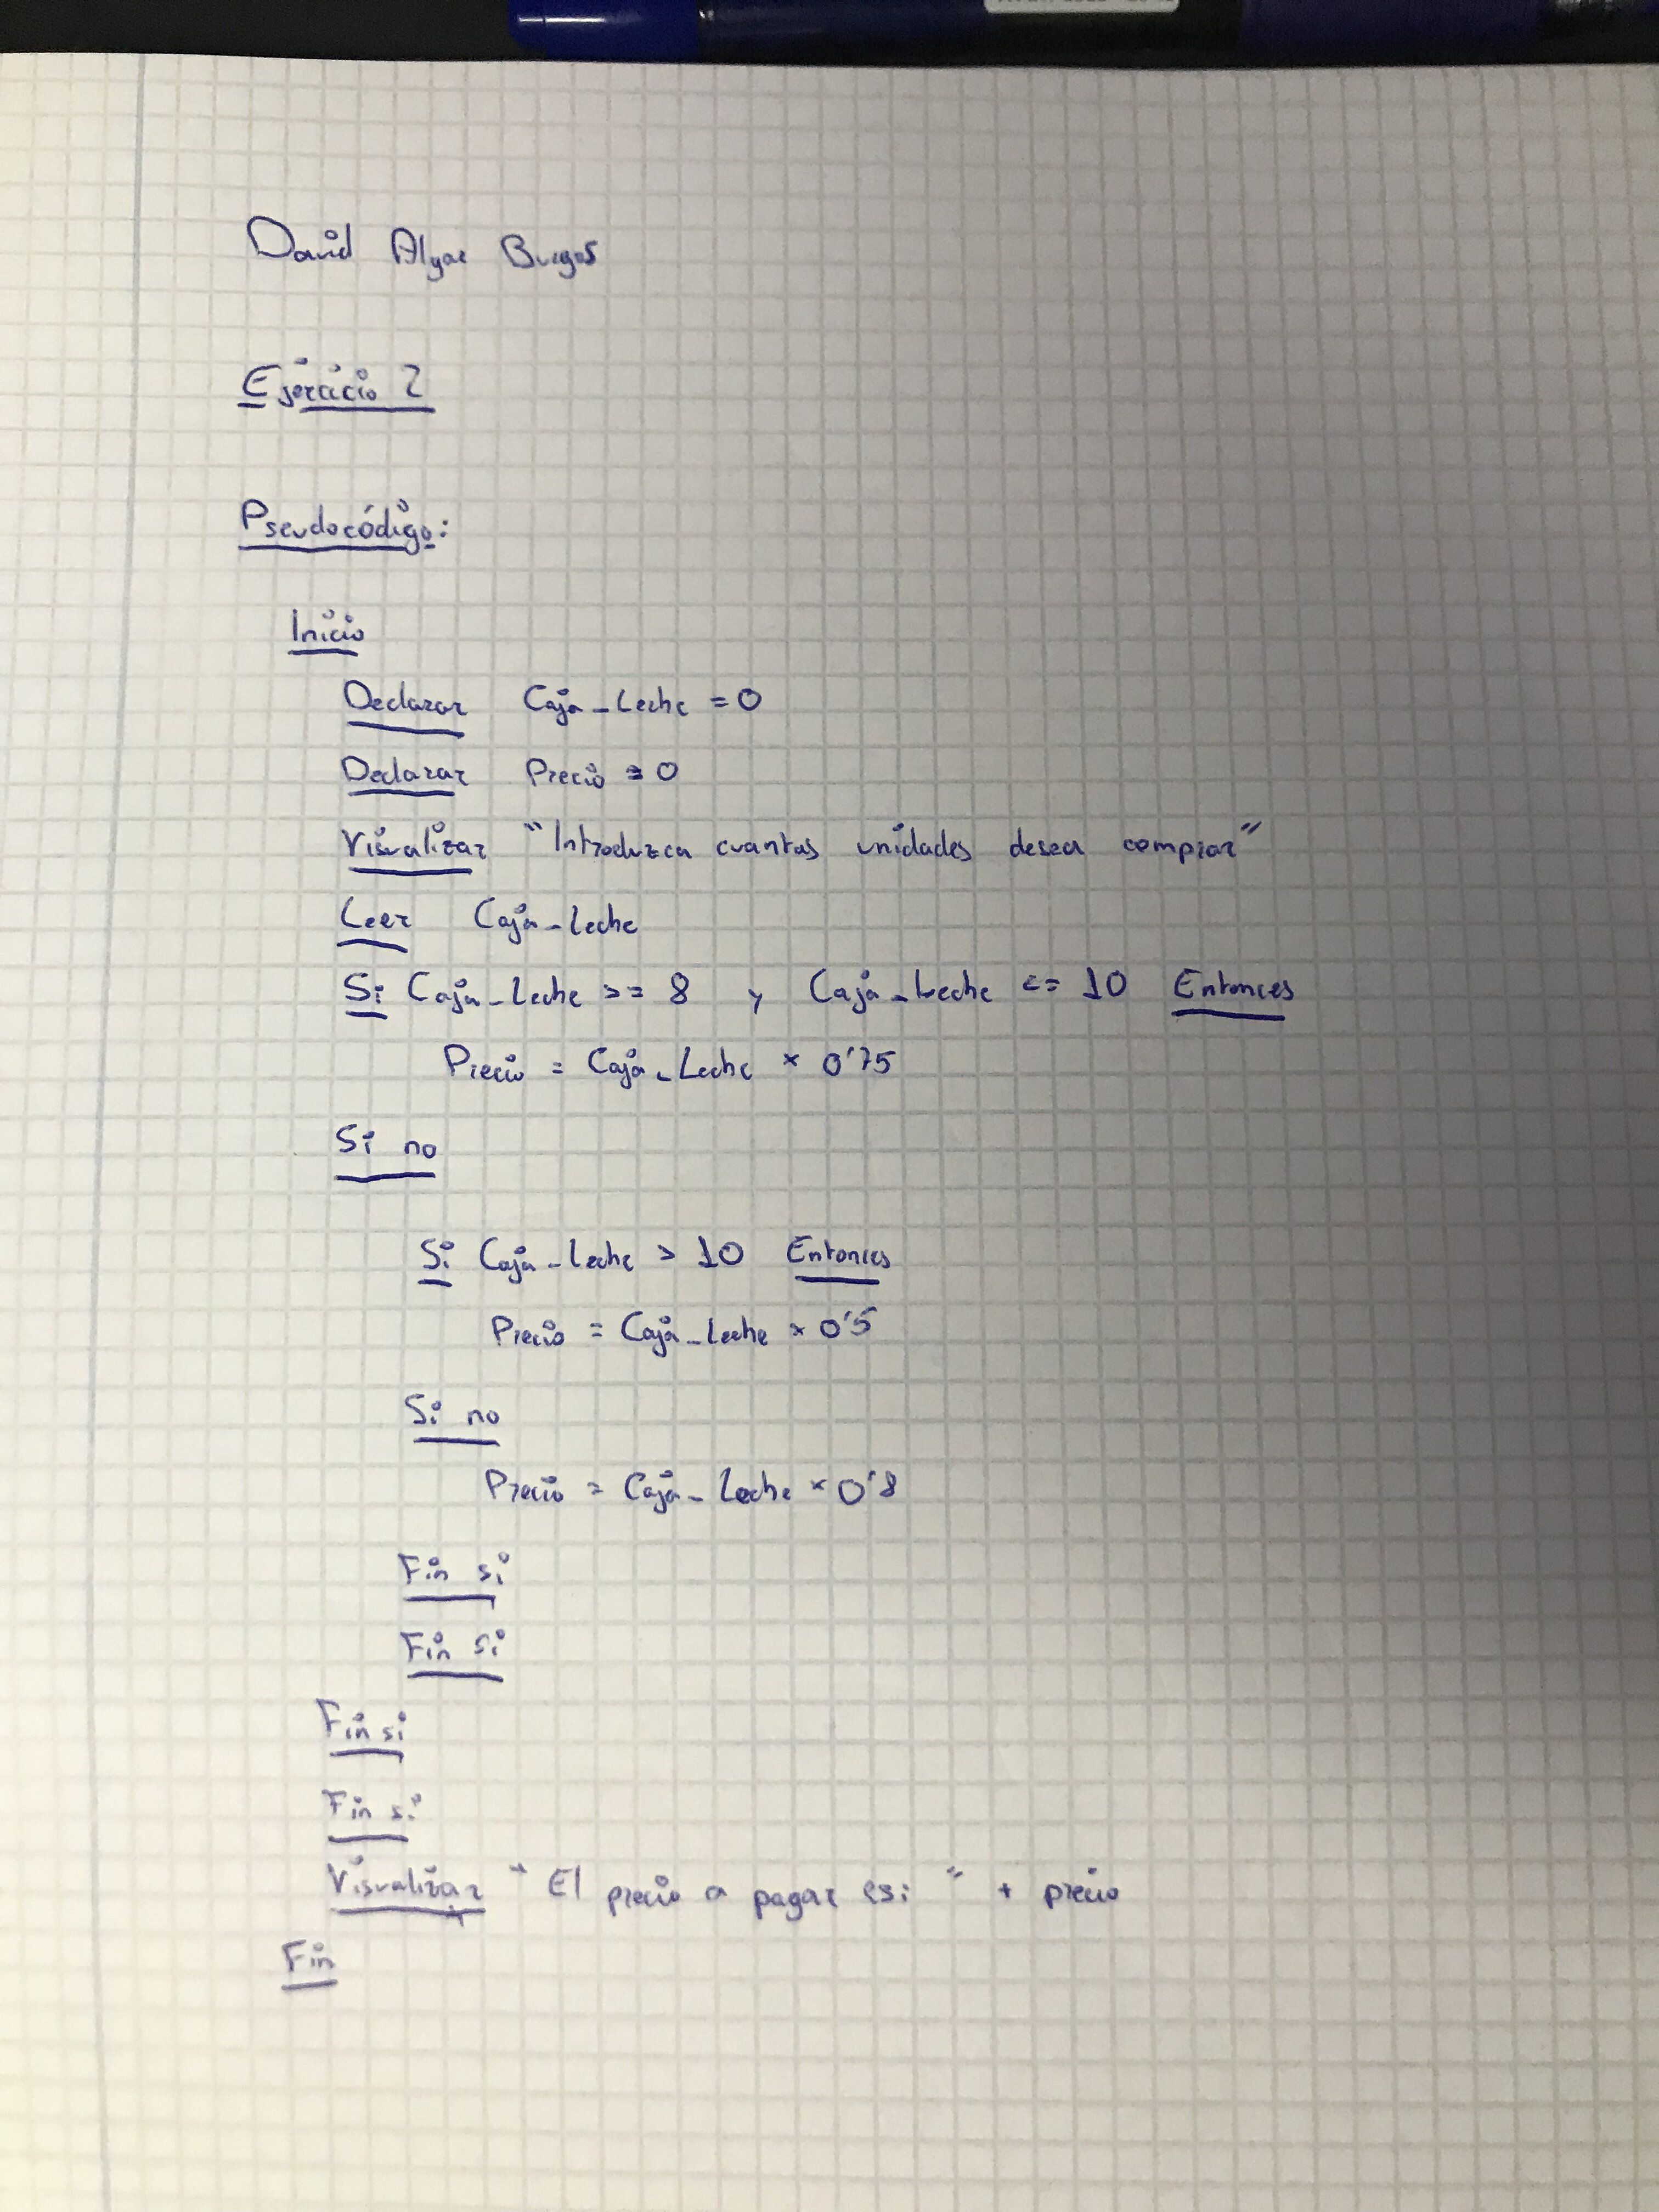 David Algar Burgos
Ejercicio 2
Pseudocódigo:
Inicio
Declarar Caja_Leche = 0
Declarar Precio = 0
Visualizar "Introduzca cuantas unidades desea comprar"
Leer Caja_Leche
Si Caja_Leche >= 8 y Caja_Leche <= 10 Entonces
Precio = Caja_Leche * 0'75
Si no
Si Caja_Leche > 10 Entonces
Precio = Caja_Leche * 0'5
Si no
Precio = Caja_Leche * 0'8
Fin si
Fin si
Fin si
Fin si
Visualizar "El precio a pagar es: " + precio
Fin